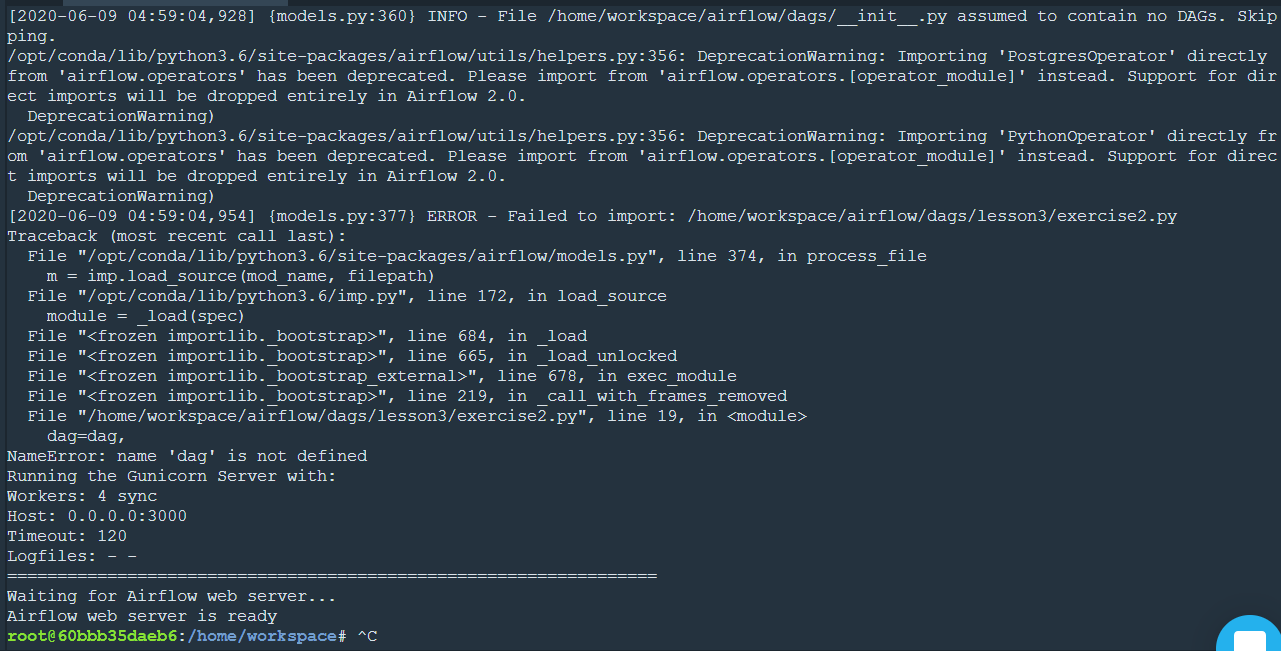 [2020-06-09 04:59:04,928] {models.py:360} INFO - File /home/workspace/airflow/dags/__init__.py assumed to contain no DAGs. Skip
ping.
/opt/conda/lib/python3.6/site-packages/airflow/utils/helpers.py:356: DeprecationWarning: Importing 'PostgresOperator' directly
from 'airflow.operators' has been deprecated. Please import from 'airflow.operators.[operator_module]' instead. Support for dir
ect imports will be dropped entirely in Airflow 2.0.
  DeprecationWarning)
/opt/conda/lib/python3.6/site-packages/airflow/utils/helpers.py:356: DeprecationWarning: Importing 'PythonOperator' directly fr
om 'airflow.operators' has been deprecated. Please import from 'airflow.operators.[operator_module]' instead. Support for direc
t imports will be dropped entirely in Airflow 2.0.
  DeprecationWarning)
[2020-06-09 04:59:04,954] {models.py:377} ERROR - Failed to import: /home/workspace/airflow/dags/lesson3/exercise2.py
Traceback (most recent call last):
  File "/opt/conda/lib/python3.6/site-packages/airflow/models.py", line 374, in process_file
    m = imp.load_source(mod_name, filepath)
  File "/opt/conda/lib/python3.6/imp.py", line 172, in load_source
    module = _load(spec)
  File "<frozen importlib._bootstrap>", line 684, in _load
  File "<frozen importlib._bootstrap>", line 665, in _load_unlocked
  File "<frozen importlib._bootstrap_external>", line 678, in exec_module
  File "<frozen importlib._bootstrap>", line 219, in _call_with_frames_removed
  File "/home/workspace/airflow/dags/lesson3/exercise2.py", line 19, in <module>
    dag=dag,
NameError: name 'dag' is not defined
Running the Gunicorn Server with:
Workers: 4 sync
Host: 0.0.0.0:3000
Timeout: 120
Logfiles: - -
=================================================================
Waiting for Airflow web server...
Airflow web server is ready
root@60bbb35daeb6:/home/workspace# ^C